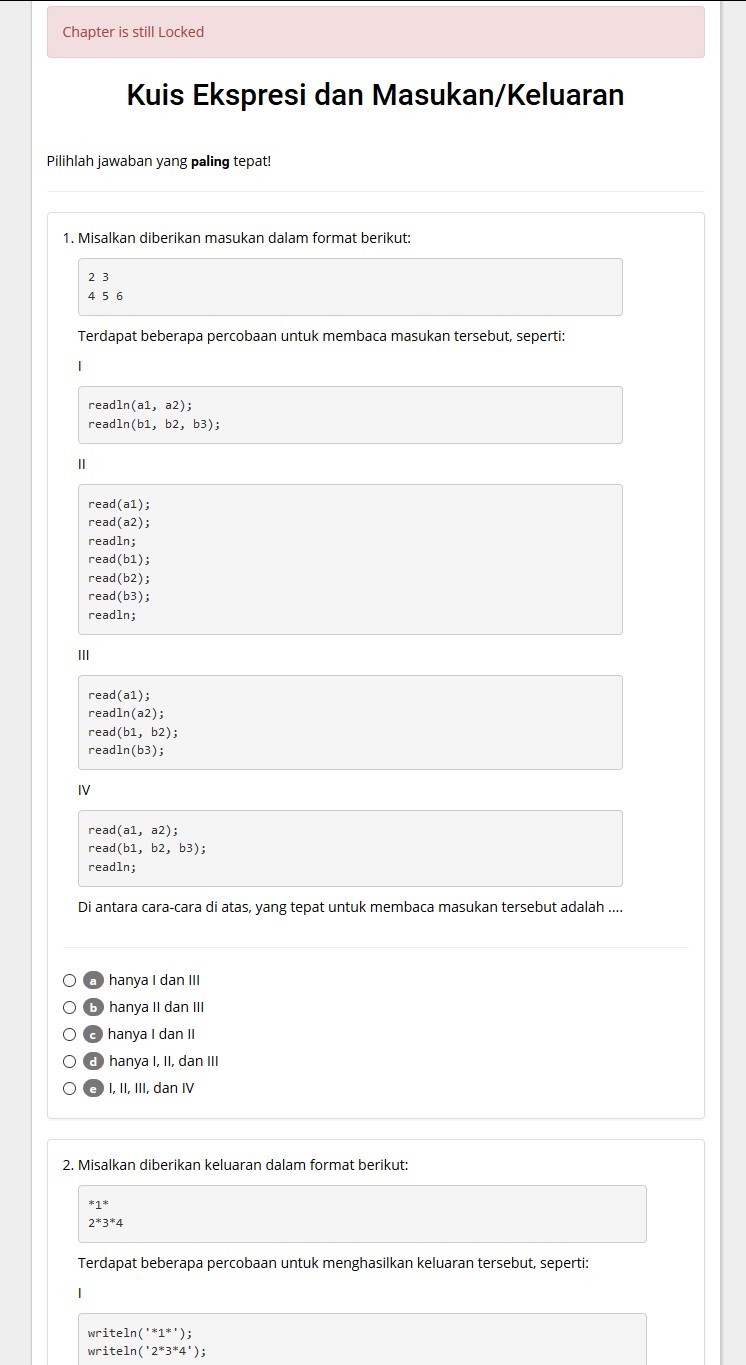 Chapter is still Locked
Kuis Ekspresi dan Masukan/Keluaran
Pilihlah jawaban yang paling tepat!
1. Misalkan diberikan masukan dalam format berikut:
2 3
4 5 6
Terdapat beberapa percobaan untuk membaca masukan tersebut, seperti:
I
readln(a1, a2);
readln(b1, b2, b3);
II
read(a1);
read(a2);
readln;
read(b1);
read(b2);
read(b3);
readln;
III
read(a1);
readln(a2);
read(b1, b2);
readln(b3);
IV
read(a1, a2);
read(b1, b2, b3);
readln;
Di antara cara-cara di atas, yang tepat untuk membaca masukan tersebut adalah ....
a hanya I dan III
b hanya II dan III
c hanya I dan II
d hanya I, II, dan III
e I, II, III, dan IV
2. Misalkan diberikan keluaran dalam format berikut:
*1*
2*3*4
Terdapat beberapa percobaan untuk menghasilkan keluaran tersebut, seperti:
I
writeln('*1*');
writeln('2*3*4');